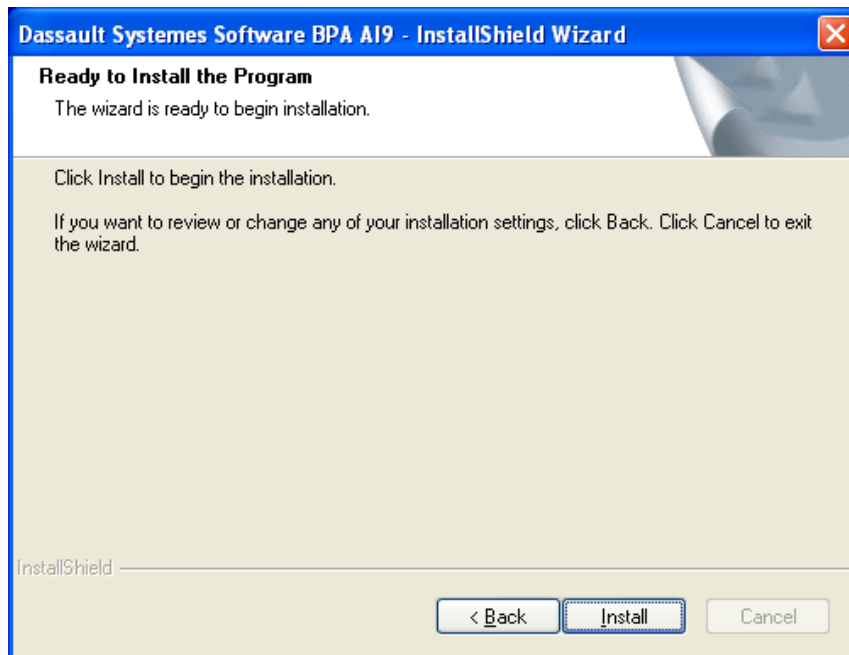 Dassault Systemes Software BPA AI9 - InstallShield Wizard
Ready to Install the Program
The wizard is ready to begin installation.
Click Install to begin the installation.
If you want to review or change any of your installation settings, click Back. Click Cancel to exit
the wizard.
InstallShield
< Back
Install
Cancel